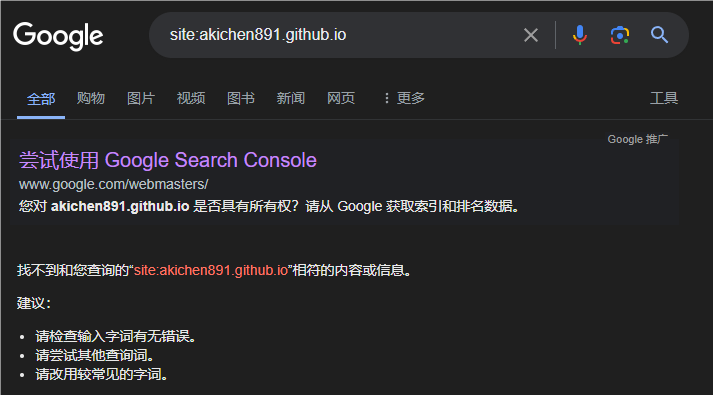 Google
site:akichen891.github.io
全部 购物 图片 视频 图书 新闻 网页 更多 工具
Google 推广
尝试使用 Google Search Console
www.google.com/webmasters/
您对 akichen891.github.io 是否具有所有权？请从 Google 获取索引和排名数据。
找不到和您查询的“site:akichen891.github.io”相符的内容或信息。
建议：
请检查输入字词有无错误。
请尝试其他查询词。
请改用较常见的字词。